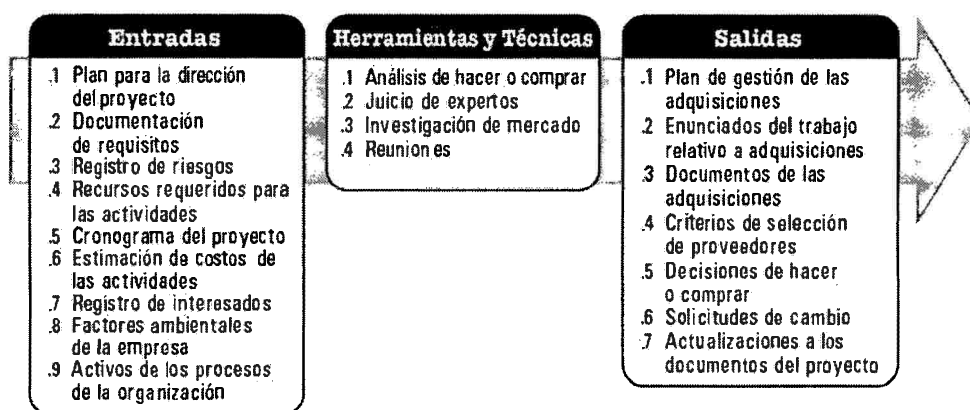 Entradas
.1 Plan para la dirección
del proyecto
.2 Documentación
de requisitos
.3 Registro de riesgos
.4 Recursos requeridos para
las actividades
.5 Cronograma del proyecto
.6 Estimación de costos de
las actividades
.7 Registro de interesados
.8 Factores ambientales
de la empresa
.9 Activos de los procesos
de la organización
Herramientas y Técnicas
.1 Análisis de hacer o comprar
.2 Juicio de expertos
.3 Investigación de mercado
.4 Reuniones
Salidas
.1 Plan de gestión de las
adquisiciones
.2 Enunciados del trabajo
relativo a adquisiciones
.3 Documentos de las
adquisiciones
.4 Criterios de selección
de proveedores
.5 Decisiones de hacer
o comprar
.6 Solicitudes de cambio
.7 Actualizaciones a los
documentos del proyecto